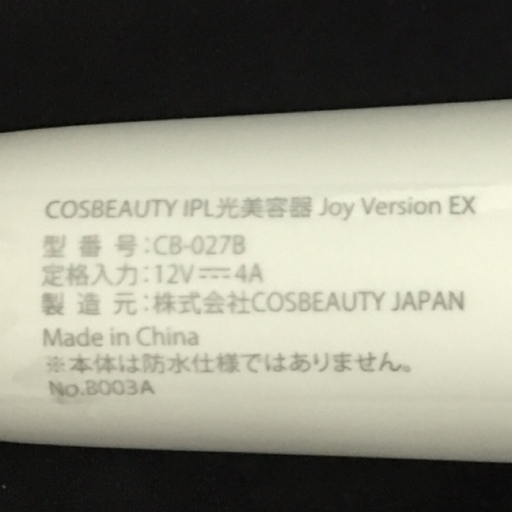 COSBEAUTY IPL光美容器 Joy Version EX
型 番 号:CB-027B
定格入力:12V⎓4A
製 造 元:株式会社COSBEAUTY JAPAN
Made in China
※本体は防水仕様ではありません。
No.B003A